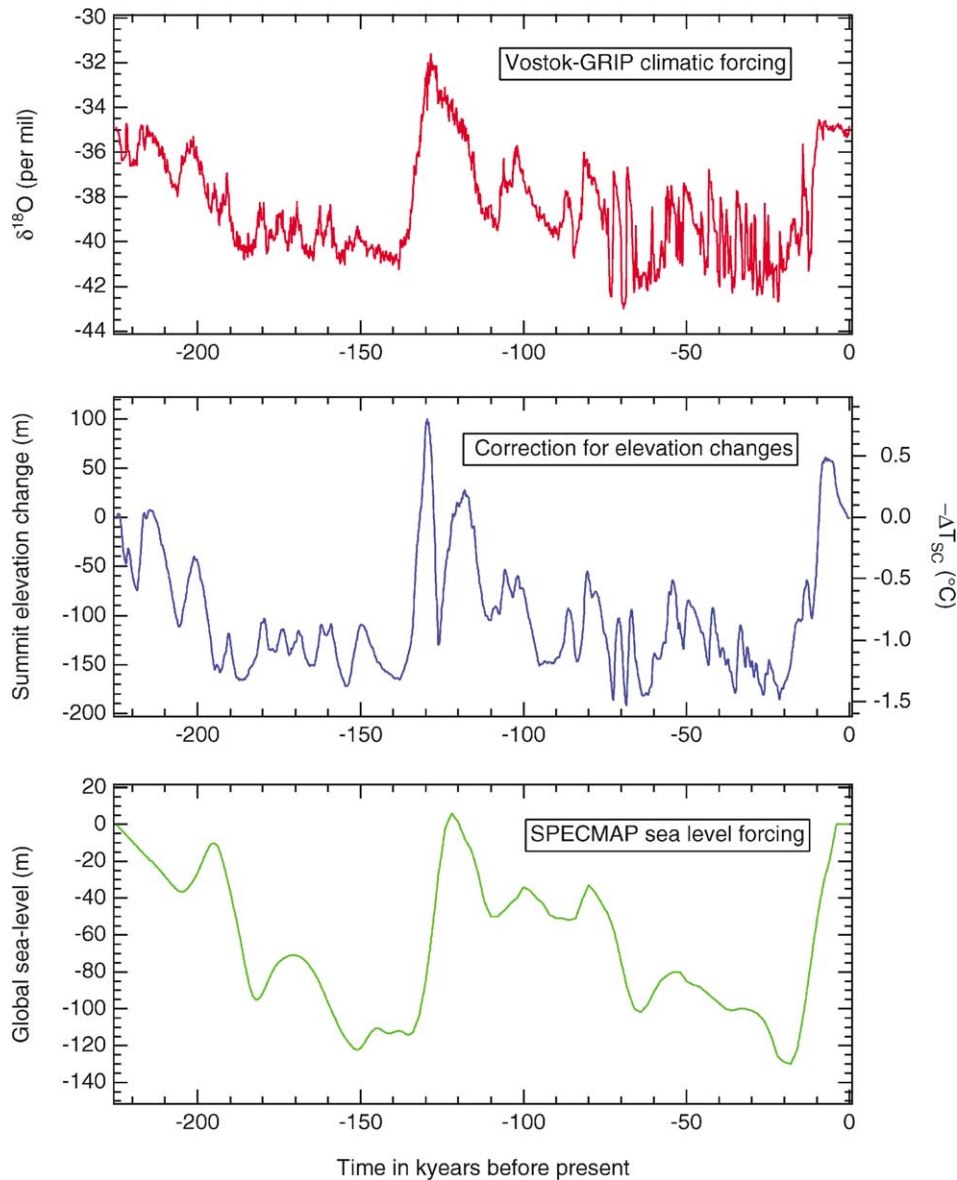 -30
-32
-34
-36
-38
-40
-42
-44
δ¹⁸O (per mil)
Vostok-GRIP climatic forcing
-200 -150 -100 -50 0
100
50
0
-50
-100
-150
-200
Summit elevation change (m)
Correction for elevation changes
0.5
0.0
-0.5
-1.0
-1.5
−ΔT_SC (°C)
-200 -150 -100 -50 0
20
0
-20
-40
-60
-80
-100
-120
-140
Global sea-level (m)
SPECMAP sea level forcing
-200 -150 -100 -50 0
Time in kyears before present